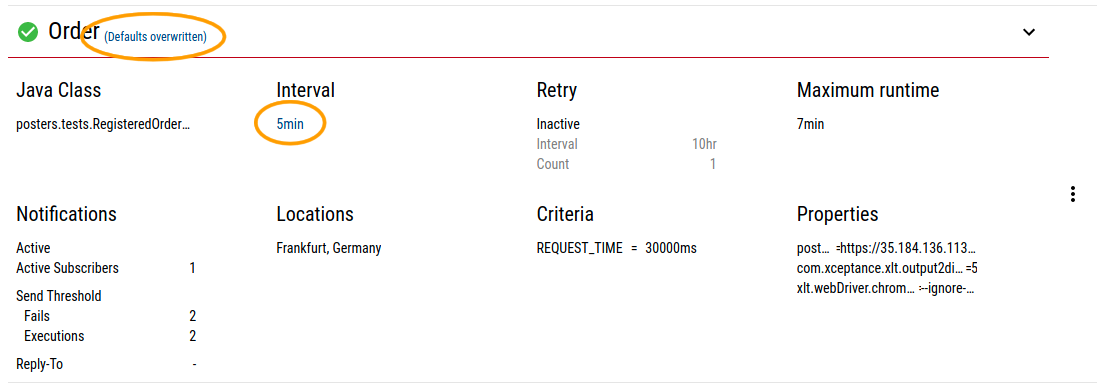 Order (Defaults overwritten)
Java Class Interval Retry Maximum runtime
posters.tests.RegisteredOrder... 5min Inactive 7min
Interval 10hr
Count 1
Notifications Locations Criteria Properties
Active Frankfurt, Germany REQUEST_TIME = 30000ms post... =https://35.184.136.113...
Active Subscribers 1 com.xceptance.xlt.output2di... =5
xlt.webDriver.chrom... :--ignore-...
Send Threshold
Fails 2
Executions 2
Reply-To -